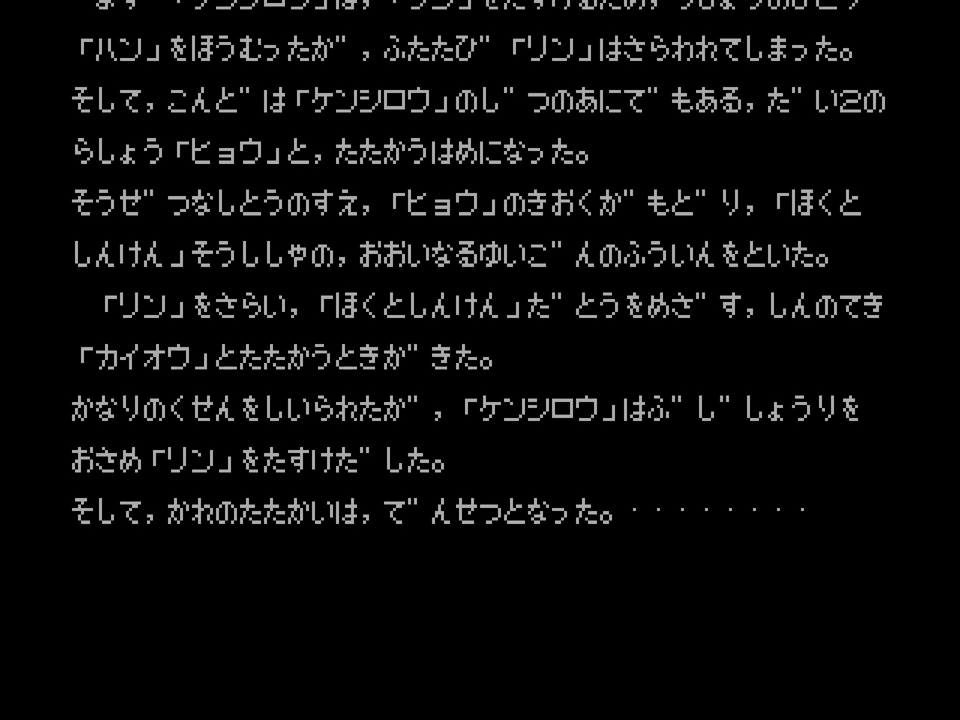 「ハン」をほうむったが，ふたたび「リン」はさらわれてしまった。
そして，こんどは「ケンシロウ」のじつのあにでもある，だい2の
らしょう「ヒョウ」と，たたかうはめになった。
そうぜつなしとうのすえ，「ヒョウ」のきおくがもどり，「ほくと
しんけん」そうししゃの，おおいなるゆいごんのふういんをといた。
「リン」をさらい，「ほくとしんけん」だとうをめざす，しんのてき
「カイオウ」とたたかうときがきた。
かなりのくせんをしいられたが，「ケンシロウ」はぶじしょうりを
おさめ「リン」をたすけだした。
そして，かれのたたかいは，でんせつとなった。········